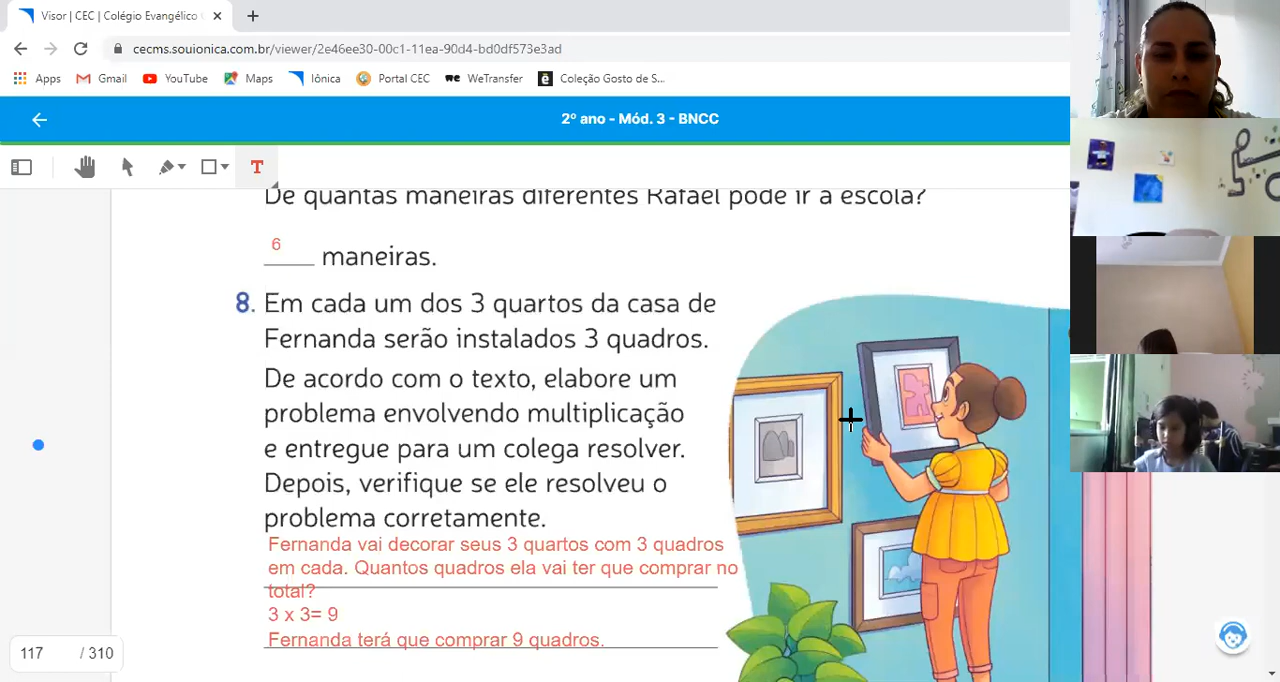 Visor | CEC | Colégio Evangélico
cecms.souionica.com.br/viewer/2e46ee30-00c1-11ea-90d4-bd0df573e3ad
Apps Gmail YouTube Maps Iônica Portal CEC WeTransfer Coleção Gosto de S...
2º ano - Mód. 3 - BNCC
T
De quantas maneiras diferentes Rafael pode ir à escola?
6
____ maneiras.
8. Em cada um dos 3 quartos da casa de
Fernanda serão instalados 3 quadros.
De acordo com o texto, elabore um
problema envolvendo multiplicação
e entregue para um colega resolver.
Depois, verifique se ele resolveu o
problema corretamente.
Fernanda vai decorar seus 3 quartos com 3 quadros
em cada. Quantos quadros ela vai ter que comprar no
total?
3 x 3= 9
Fernanda terá que comprar 9 quadros.
117 / 310